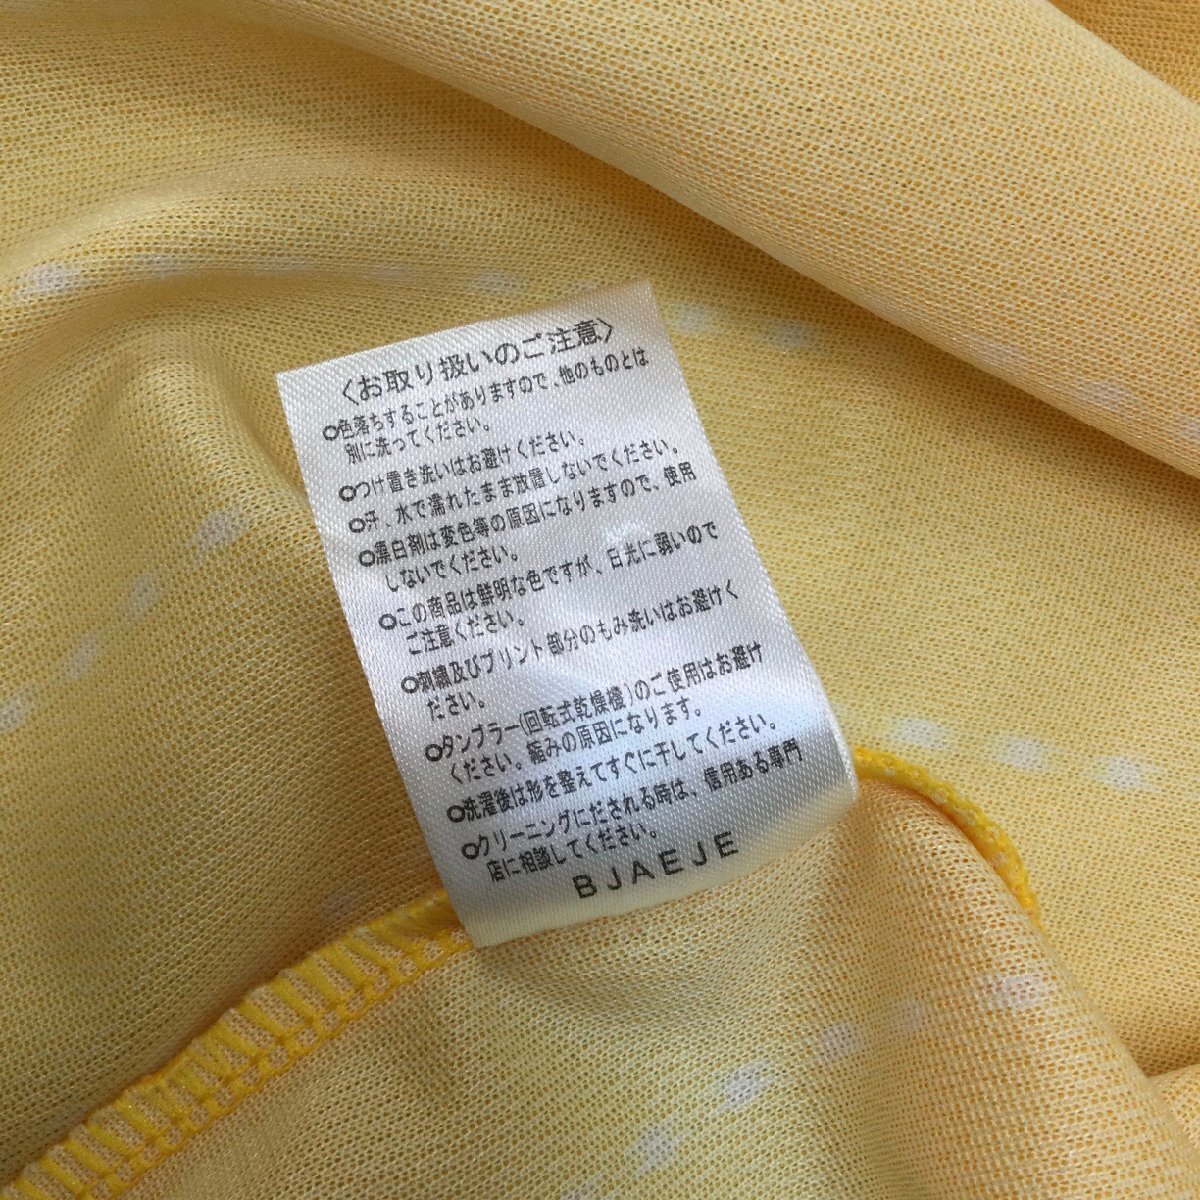 〈お取り扱いのご注意〉
○色落ちすることがありますので、他のものとは
別に洗ってください。
○つけ置き洗いはお避けください。
○汗、水で濡れたまま放置しないでください。
○漂白剤は変色等の原因になりますので、使用
しないでください。
○この商品は鮮明な色ですが、日光に弱いので
ご注意ください。
○刺繍及びプリント部分のもみ洗いはお避けく
ださい。
○タンブラー(回転式乾燥機)のご使用はお避け
ください。縮みの原因になります。
○洗濯後は形を整えてすぐに干してください。
○クリーニングにだされる時は、信用ある専門
店に相談してください。
BJAEJE